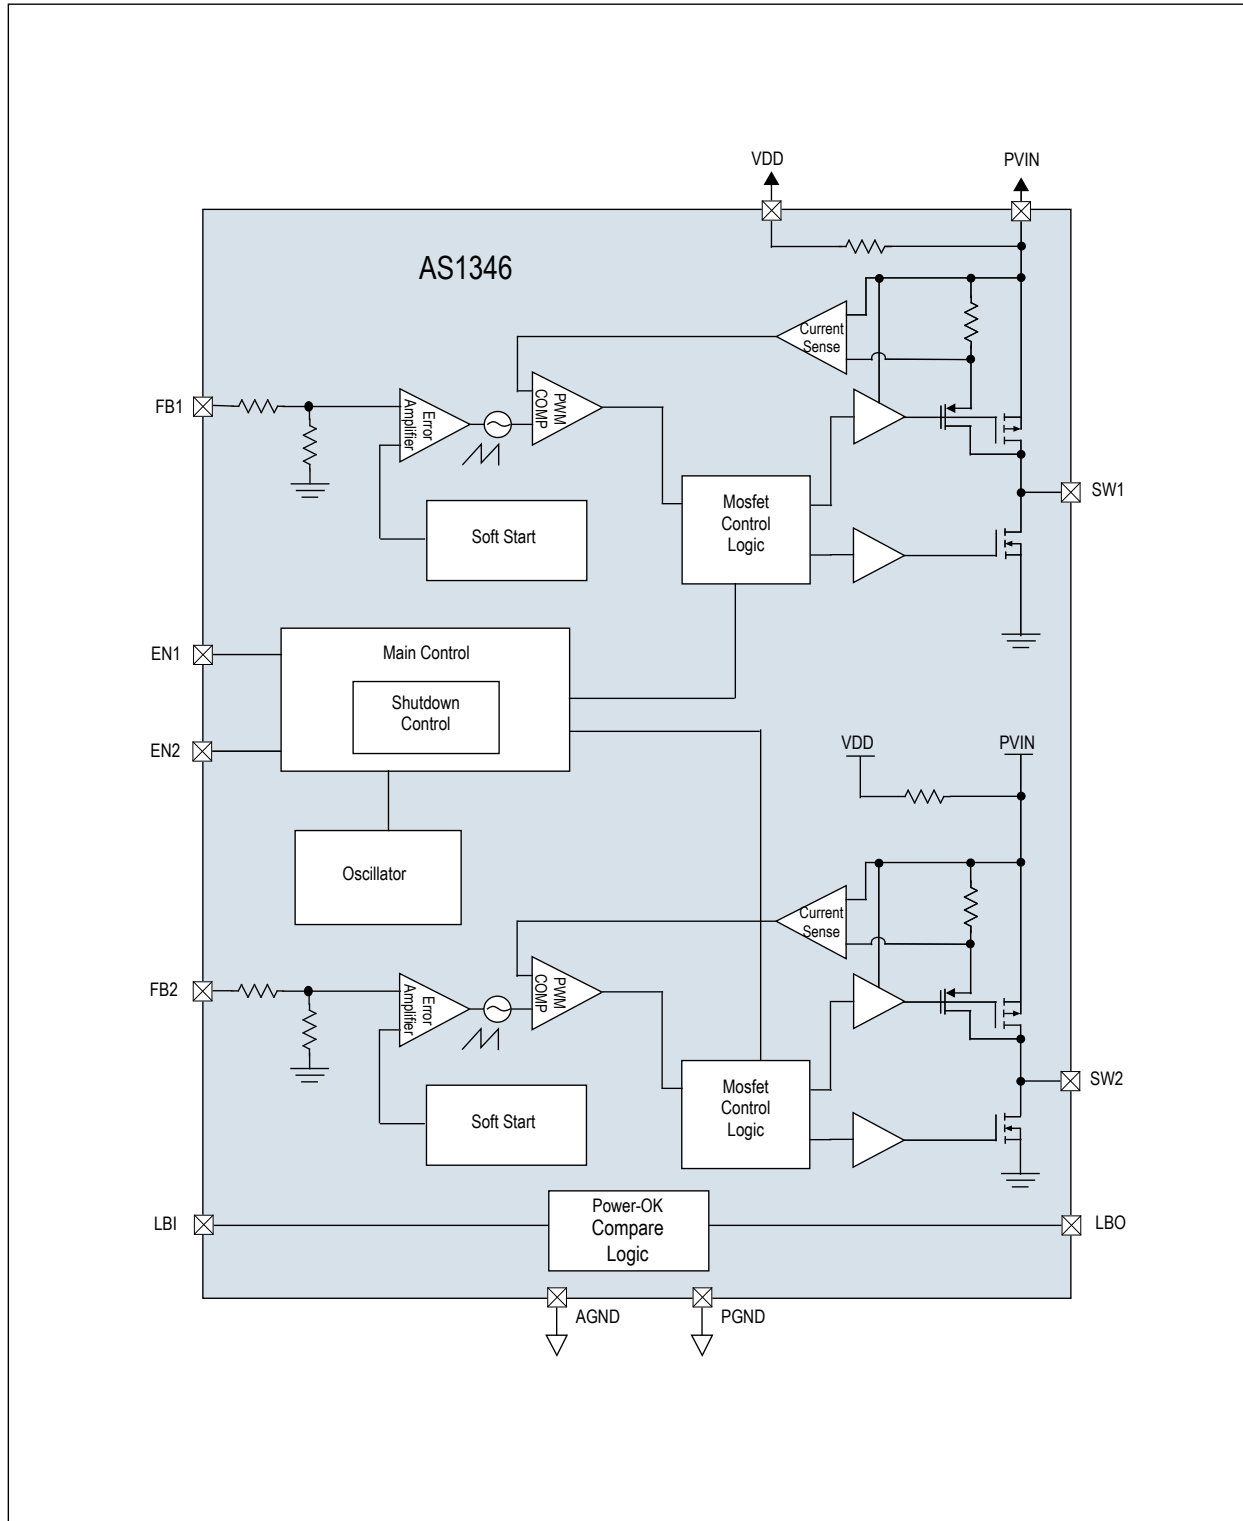 VDD
PVIN
AS1346
Current
Sense
FB1
Error
Amplifier
PWM
COMP
Mosfet
Control
Logic
SW1
Soft Start
EN1
Main Control
Shutdown
Control
EN2
VDD
PVIN
Oscillator
Current
Sense
FB2
Error
Amplifier
PWM
COMP
Mosfet
Control
Logic
SW2
Soft Start
LBI
Power-OK
Compare
Logic
LBO
AGND
PGND